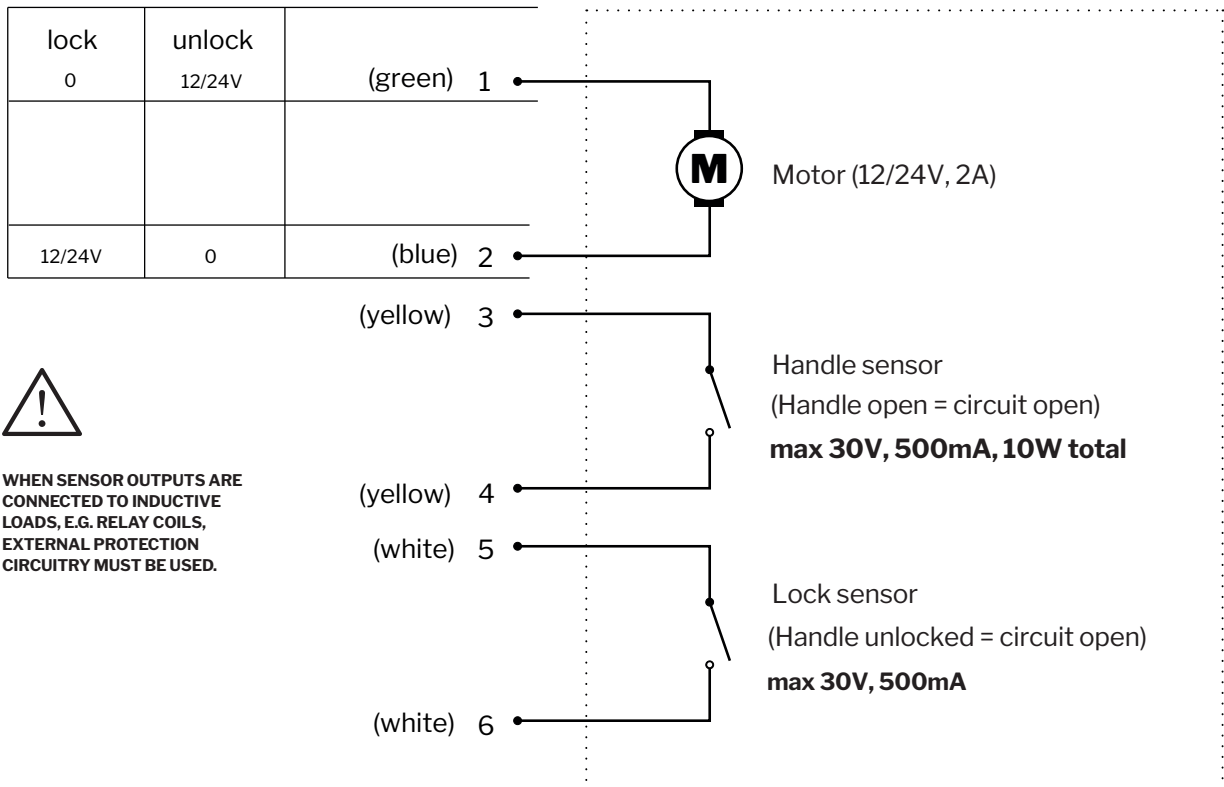 lock unlock
0 12/24V (green) 1
M
Motor (12/24V, 2A)
12/24V 0 (blue) 2
(yellow) 3
Handle sensor
(Handle open = circuit open)
max 30V, 500mA, 10W total
!
WHEN SENSOR OUTPUTS ARE
CONNECTED TO INDUCTIVE
LOADS, E.G. RELAY COILS,
EXTERNAL PROTECTION
CIRCUITRY MUST BE USED.
(yellow) 4
(white) 5
Lock sensor
(Handle unlocked = circuit open)
max 30V, 500mA
(white) 6